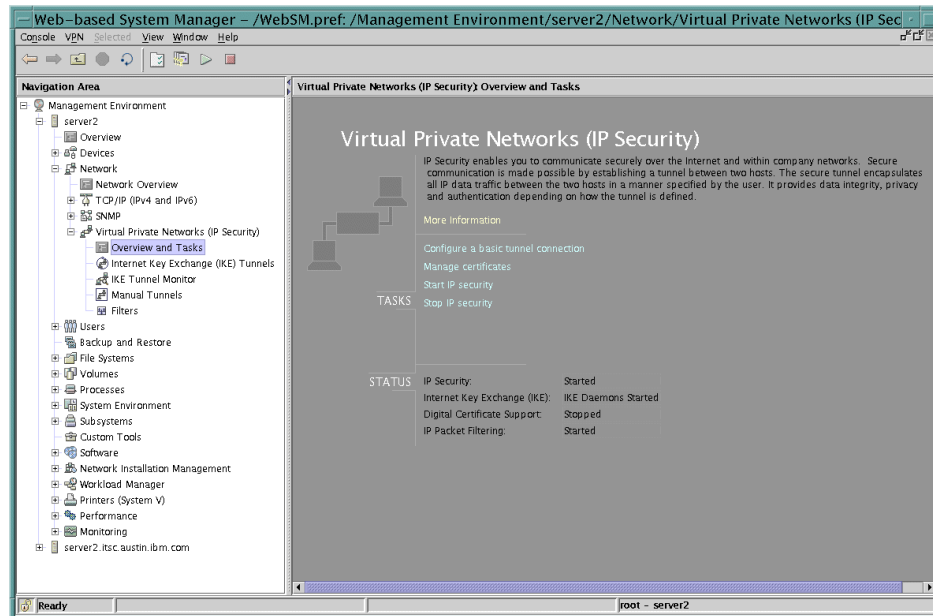 Web-based System Manager - /WebSM.pref: /Management Environment/server2/Network/Virtual Private Networks (IP Sec
Console VPN Selected View Window Help
Navigation Area
Virtual Private Networks (IP Security): Overview and Tasks
Management Environment
server2
Overview
Devices
Network
Network Overview
TCP/IP (IPv4 and IPv6)
SNMP
Virtual Private Networks (IP Security)
Overview and Tasks
Internet Key Exchange (IKE) Tunnels
IKE Tunnel Monitor
Manual Tunnels
Filters
Users
Backup and Restore
File Systems
Volumes
Processes
System Environment
Subsystems
Custom Tools
Software
Network Installation Management
Workload Manager
Printers (System V)
Performance
Monitoring
server2.itsc.austin.ibm.com
Virtual Private Networks (IP Security)
IP Security enables you to communicate securely over the Internet and within company networks. Secure
communication is made possible by establishing a tunnel between two hosts. The secure tunnel encapsulates
all IP data traffic between the two hosts in a manner specified by the user. It provides data integrity, privacy
and authentication depending on how the tunnel is defined.
More Information
Configure a basic tunnel connection
Manage certificates
Start IP security
TASKS Stop IP security
STATUS IP Security: Started
Internet Key Exchange (IKE): IKE Daemons Started
Digital Certificate Support: Stopped
IP Packet Filtering: Started
Ready
root - server2